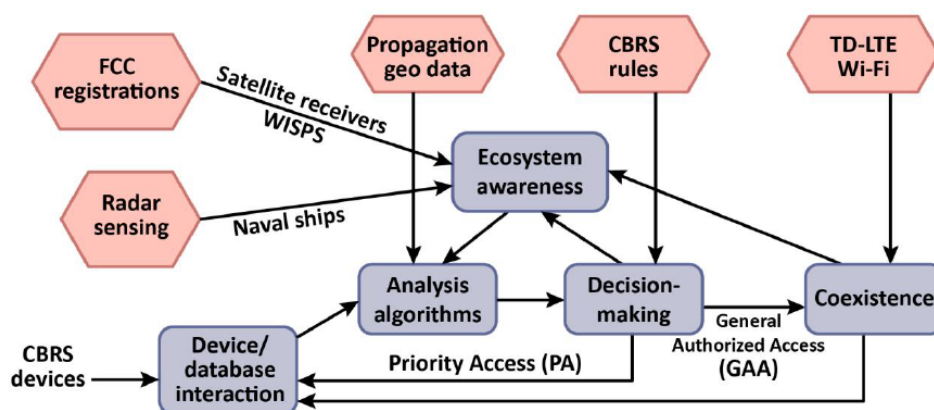 FCC
registrations
Propagation
geo data
CBRS
rules
TD-LTE
Wi-Fi
Satellite receivers
WISPS
Ecosystem
awareness
Radar
sensing
Naval ships
Analysis
algorithms
Decision-
making
Coexistence
General
Authorized Access
(GAA)
CBRS
devices
Device/
database
interaction
Priority Access (PA)